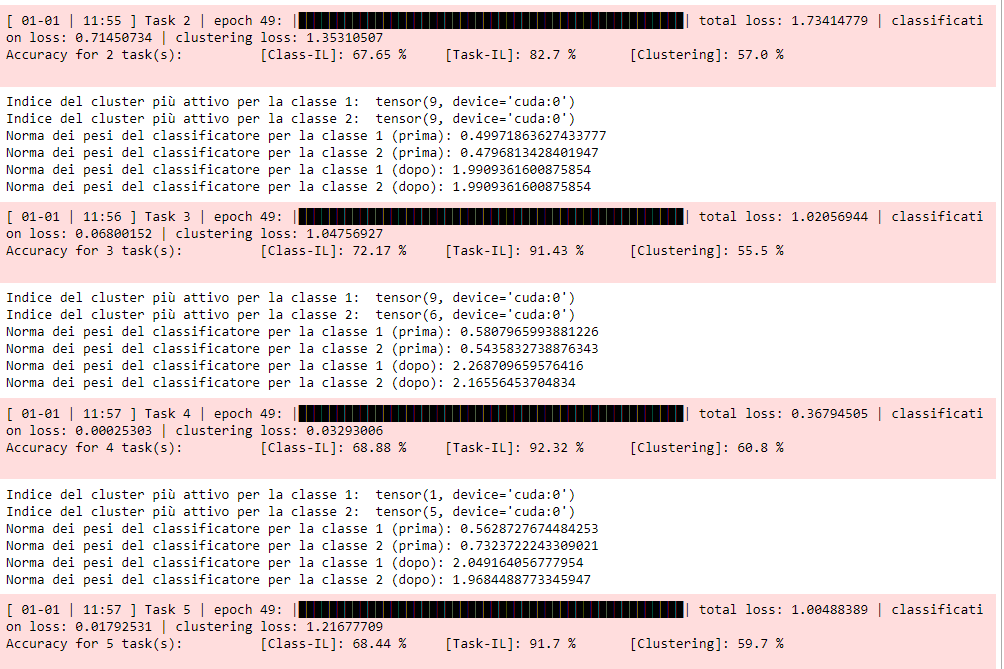 [ 01-01 | 11:55 ] Task 2 | epoch 49: | | total loss: 1.73414779 | classificati
on loss: 0.71450734 | clustering loss: 1.35310507
Accuracy for 2 task(s): [Class-IL]: 67.65 % [Task-IL]: 82.7 % [Clustering]: 57.0 %
Indice del cluster più attivo per la classe 1: tensor(9, device='cuda:0')
Indice del cluster più attivo per la classe 2: tensor(9, device='cuda:0')
Norma dei pesi del classificatore per la classe 1 (prima): 0.49971863627433777
Norma dei pesi del classificatore per la classe 2 (prima): 0.4796813428401947
Norma dei pesi del classificatore per la classe 1 (dopo): 1.9909361600875854
Norma dei pesi del classificatore per la classe 2 (dopo): 1.9909361600875854
[ 01-01 | 11:56 ] Task 3 | epoch 49: | | total loss: 1.02056944 | classificati
on loss: 0.06800152 | clustering loss: 1.04756927
Accuracy for 3 task(s): [Class-IL]: 72.17 % [Task-IL]: 91.43 % [Clustering]: 55.5 %
Indice del cluster più attivo per la classe 1: tensor(9, device='cuda:0')
Indice del cluster più attivo per la classe 2: tensor(6, device='cuda:0')
Norma dei pesi del classificatore per la classe 1 (prima): 0.5807965993881226
Norma dei pesi del classificatore per la classe 2 (prima): 0.5435832738876343
Norma dei pesi del classificatore per la classe 1 (dopo): 2.268709659576416
Norma dei pesi del classificatore per la classe 2 (dopo): 2.16556453704834
[ 01-01 | 11:57 ] Task 4 | epoch 49: | | total loss: 0.36794505 | classificati
on loss: 0.00025303 | clustering loss: 0.03293006
Accuracy for 4 task(s): [Class-IL]: 68.88 % [Task-IL]: 92.32 % [Clustering]: 60.8 %
Indice del cluster più attivo per la classe 1: tensor(1, device='cuda:0')
Indice del cluster più attivo per la classe 2: tensor(5, device='cuda:0')
Norma dei pesi del classificatore per la classe 1 (prima): 0.5628727674484253
Norma dei pesi del classificatore per la classe 2 (prima): 0.7323722243309021
Norma dei pesi del classificatore per la classe 1 (dopo): 2.049164056777954
Norma dei pesi del classificatore per la classe 2 (dopo): 1.9684488773345947
[ 01-01 | 11:57 ] Task 5 | epoch 49: | | total loss: 1.00488389 | classificati
on loss: 0.01792531 | clustering loss: 1.21677709
Accuracy for 5 task(s): [Class-IL]: 68.44 % [Task-IL]: 91.7 % [Clustering]: 59.7 %